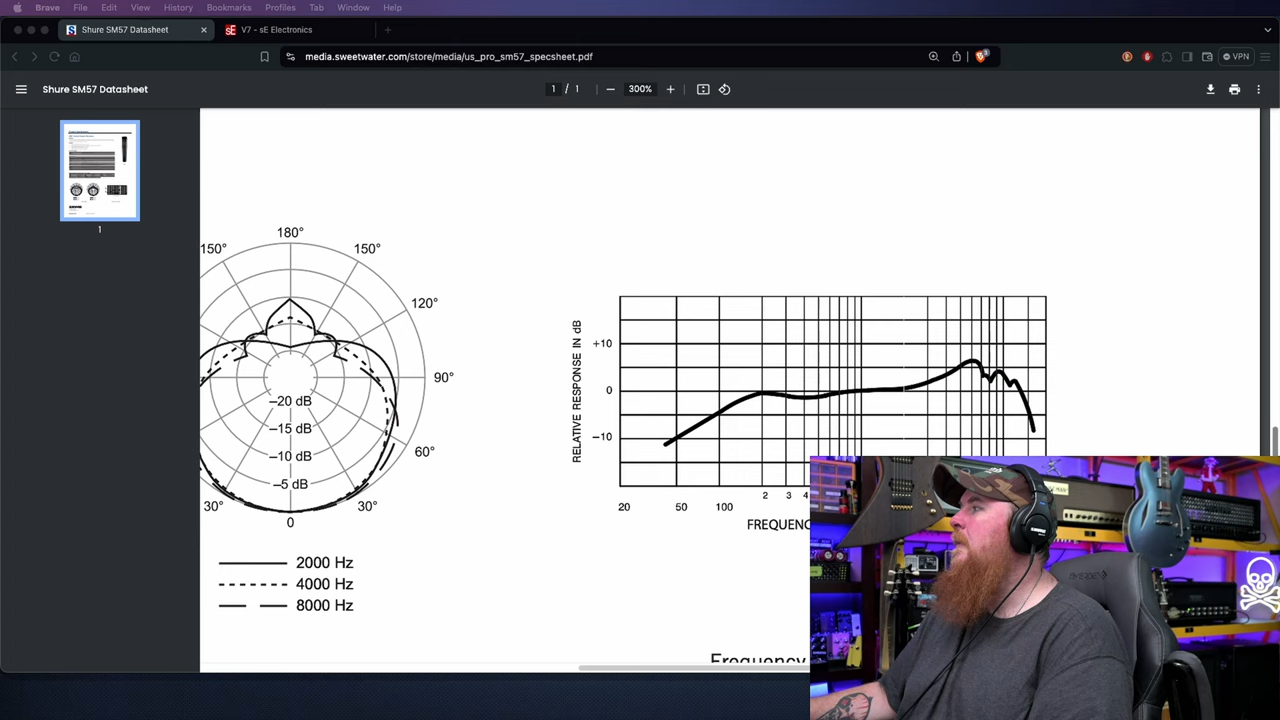 Brave File Edit View History Bookmarks Profiles Tab Window Help
Shure SM57 Datasheet
V7 - sE Electronics
media.sweetwater.com/store/media/us_pro_sm57_specsheet.pdf
VPN
Shure SM57 Datasheet
1 / 1
300%
1
180°
150° 150°
120°
90°
60°
30° 30°
0
–20 dB
–15 dB
–10 dB
–5 dB
2000 Hz
4000 Hz
8000 Hz
RELATIVE RESPONSE IN dB
+10
0
–10
2 3 4
20 50 100
FREQUENC
Frequency